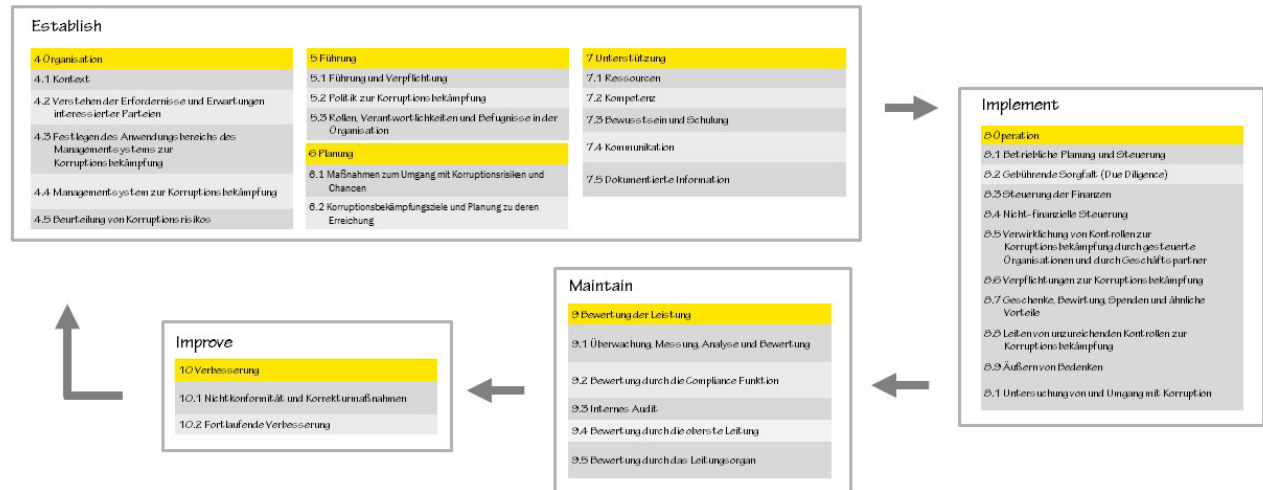 Establish
4 Organisation
4.1 Kontext
4.2 Verstehen der Erfordernisse und Erwartungen
interessierter Parteien
4.3 Festlegen des Anwendungsbereichs des
Managementsystems zur
Korruptionsbekämpfung
4.4 Managementsystem zur Korruptionsbekämpfung
4.5 Beurteilung von Korruptionsrisikos
5 Führung
5.1 Führung und Verpflichtung
5.2 Politik zur Korruptionsbekämpfung
5.3 Rollen, Verantwortlichkeiten und Befugnisse in der
Organisation
6 Planung
6.1 Maßnahmen zum Umgang mit Korruptionsrisiken und
Chancen
6.2 Korruptionsbekämpfungsziele und Planung zu deren
Erreichung
7 Unterstützung
7.1 Ressourcen
7.2 Kompetenz
7.3 Bewusstsein und Schulung
7.4 Kommunikation
7.5 Dokumentierte Information
Implement
8 Operation
8.1 Betriebliche Planung und Steuerung
8.2 Gebührende Sorgfalt (Due Diligence)
8.3 Steuerung der Finanzen
8.4 Nicht-finanzielle Steuerung
8.5 Verwirklichung von Kontrollen zur
Korruptionsbekämpfung durch gesteuerte
Organisationen und durch Geschäftspartner
8.6 Verpflichtungen zur Korruptionsbekämpfung
8.7 Geschenke, Bewirtung, Spenden und ähnliche
Vorteile
8.8 Leiten von unzureichenden Kontrollen zur
Korruptionsbekämpfung
8.9 Äußern von Bedenken
8.1 Untersuchung von und Umgang mit Korruption
Maintain
9 Bewertung der Leistung
9.1 Überwachung, Messung, Analyse und Bewertung
9.2 Bewertung durch die Compliance Funktion
9.3 Internes Audit
9.4 Bewertung durch die oberste Leitung
9.5 Bewertung durch das Leitungsorgan
Improve
10 Verbesserung
10.1 Nichtkonformität und Korrekturmaßnahmen
10.2 Fortlaufende Verbesserung